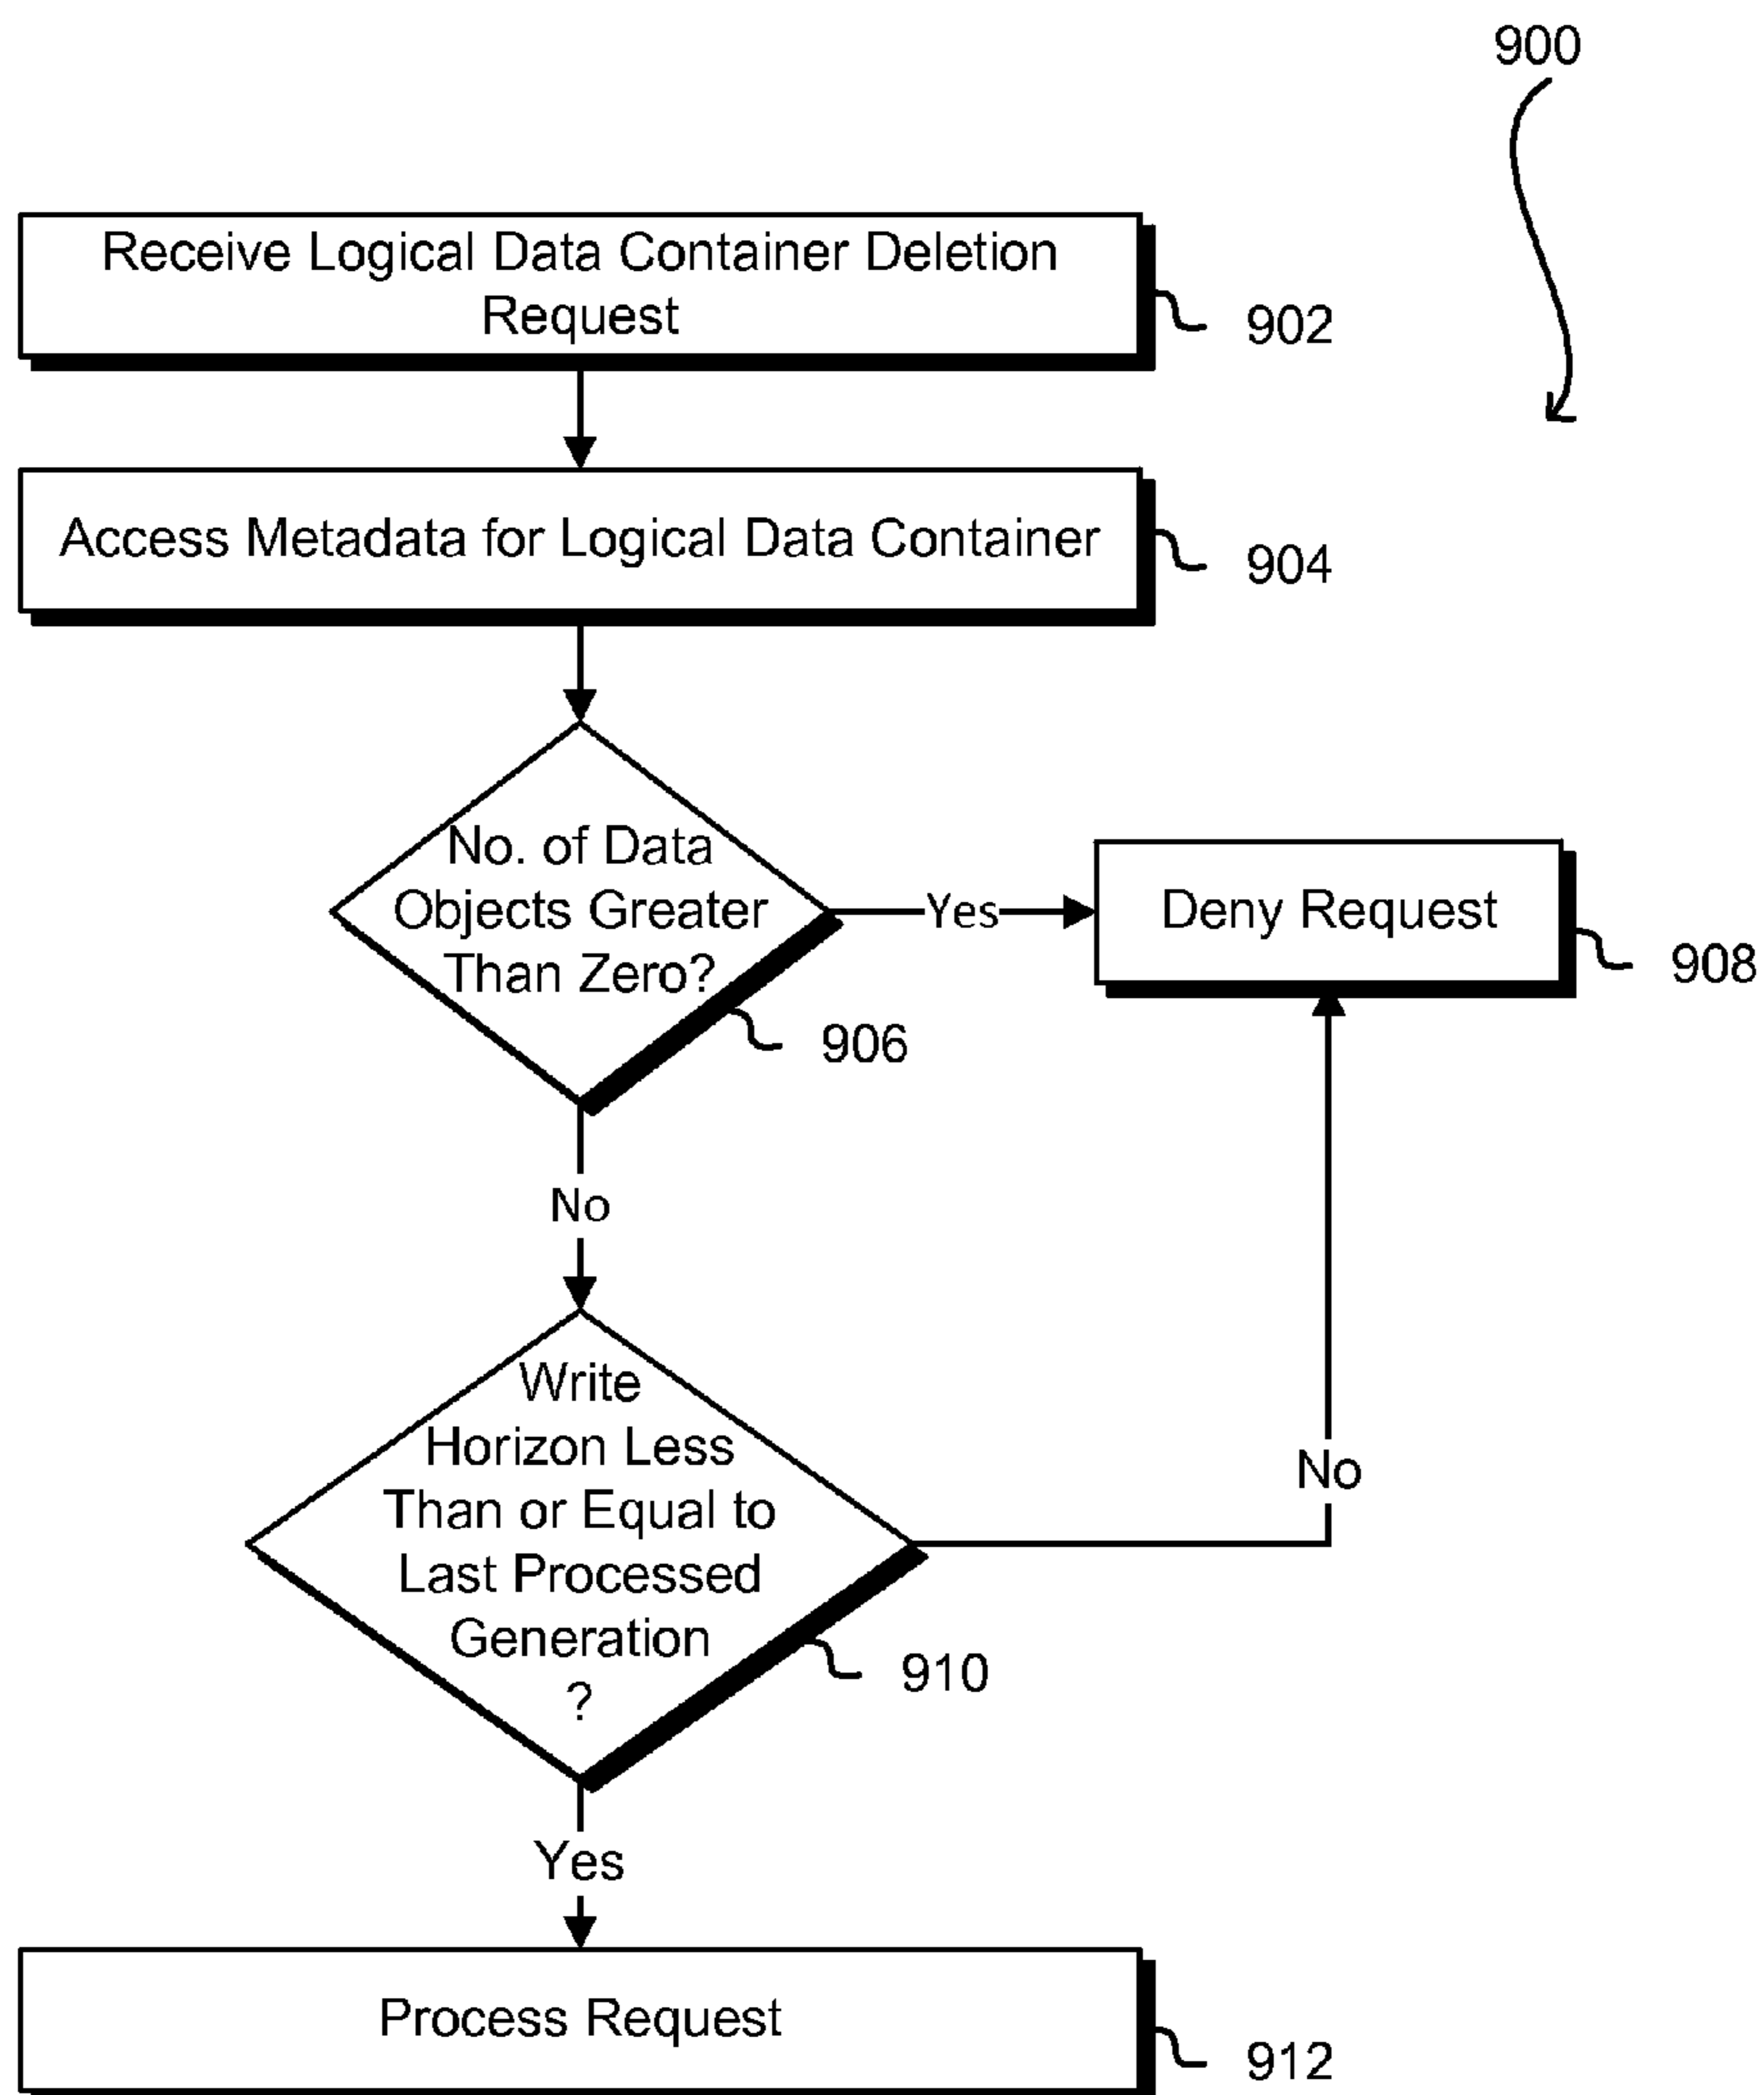 900
Receive Logical Data Container Deletion
Request
902
Access Metadata for Logical Data Container
904
No. of Data
Objects Greater
Than Zero?
906
Yes
Deny Request
908
No
Write
Horizon Less
Than or Equal to
Last Processed
Generation
?
910
No
Yes
Process Request
912